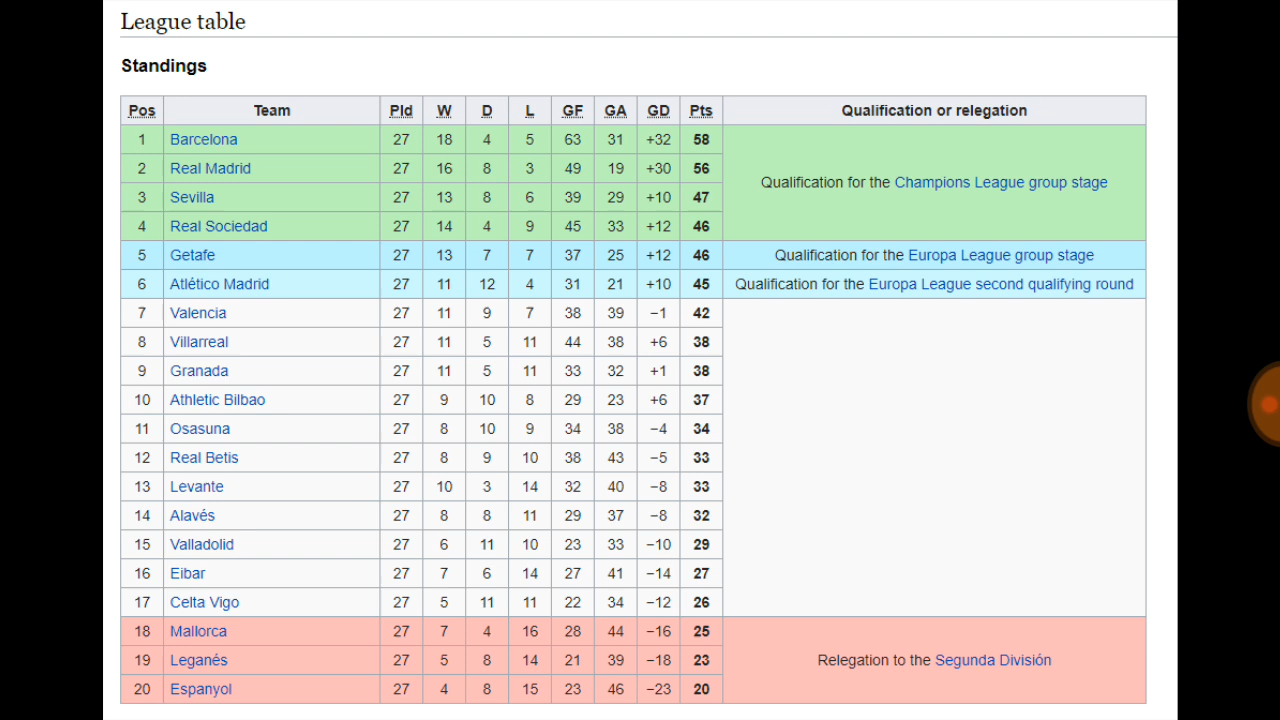 League table
Standings
Pos Team Pld W D L GF GA GD Pts Qualification or relegation
1 Barcelona 27 18 4 5 63 31 +32 58
2 Real Madrid 27 16 8 3 49 19 +30 56
Qualification for the Champions League group stage
3 Sevilla 27 13 8 6 39 29 +10 47
4 Real Sociedad 27 14 4 9 45 33 +12 46
5 Getafe 27 13 7 7 37 25 +12 46 Qualification for the Europa League group stage
6 Atlético Madrid 27 11 12 4 31 21 +10 45 Qualification for the Europa League second qualifying round
7 Valencia 27 11 9 7 38 39 −1 42
8 Villarreal 27 11 5 11 44 38 +6 38
9 Granada 27 11 5 11 33 32 +1 38
10 Athletic Bilbao 27 9 10 8 29 23 +6 37
11 Osasuna 27 8 10 9 34 38 −4 34
12 Real Betis 27 8 9 10 38 43 −5 33
13 Levante 27 10 3 14 32 40 −8 33
14 Alavés 27 8 8 11 29 37 −8 32
15 Valladolid 27 6 11 10 23 33 −10 29
16 Eibar 27 7 6 14 27 41 −14 27
17 Celta Vigo 27 5 11 11 22 34 −12 26
18 Mallorca 27 7 4 16 28 44 −16 25
19 Leganés 27 5 8 14 21 39 −18 23 Relegation to the Segunda División
20 Espanyol 27 4 8 15 23 46 −23 20